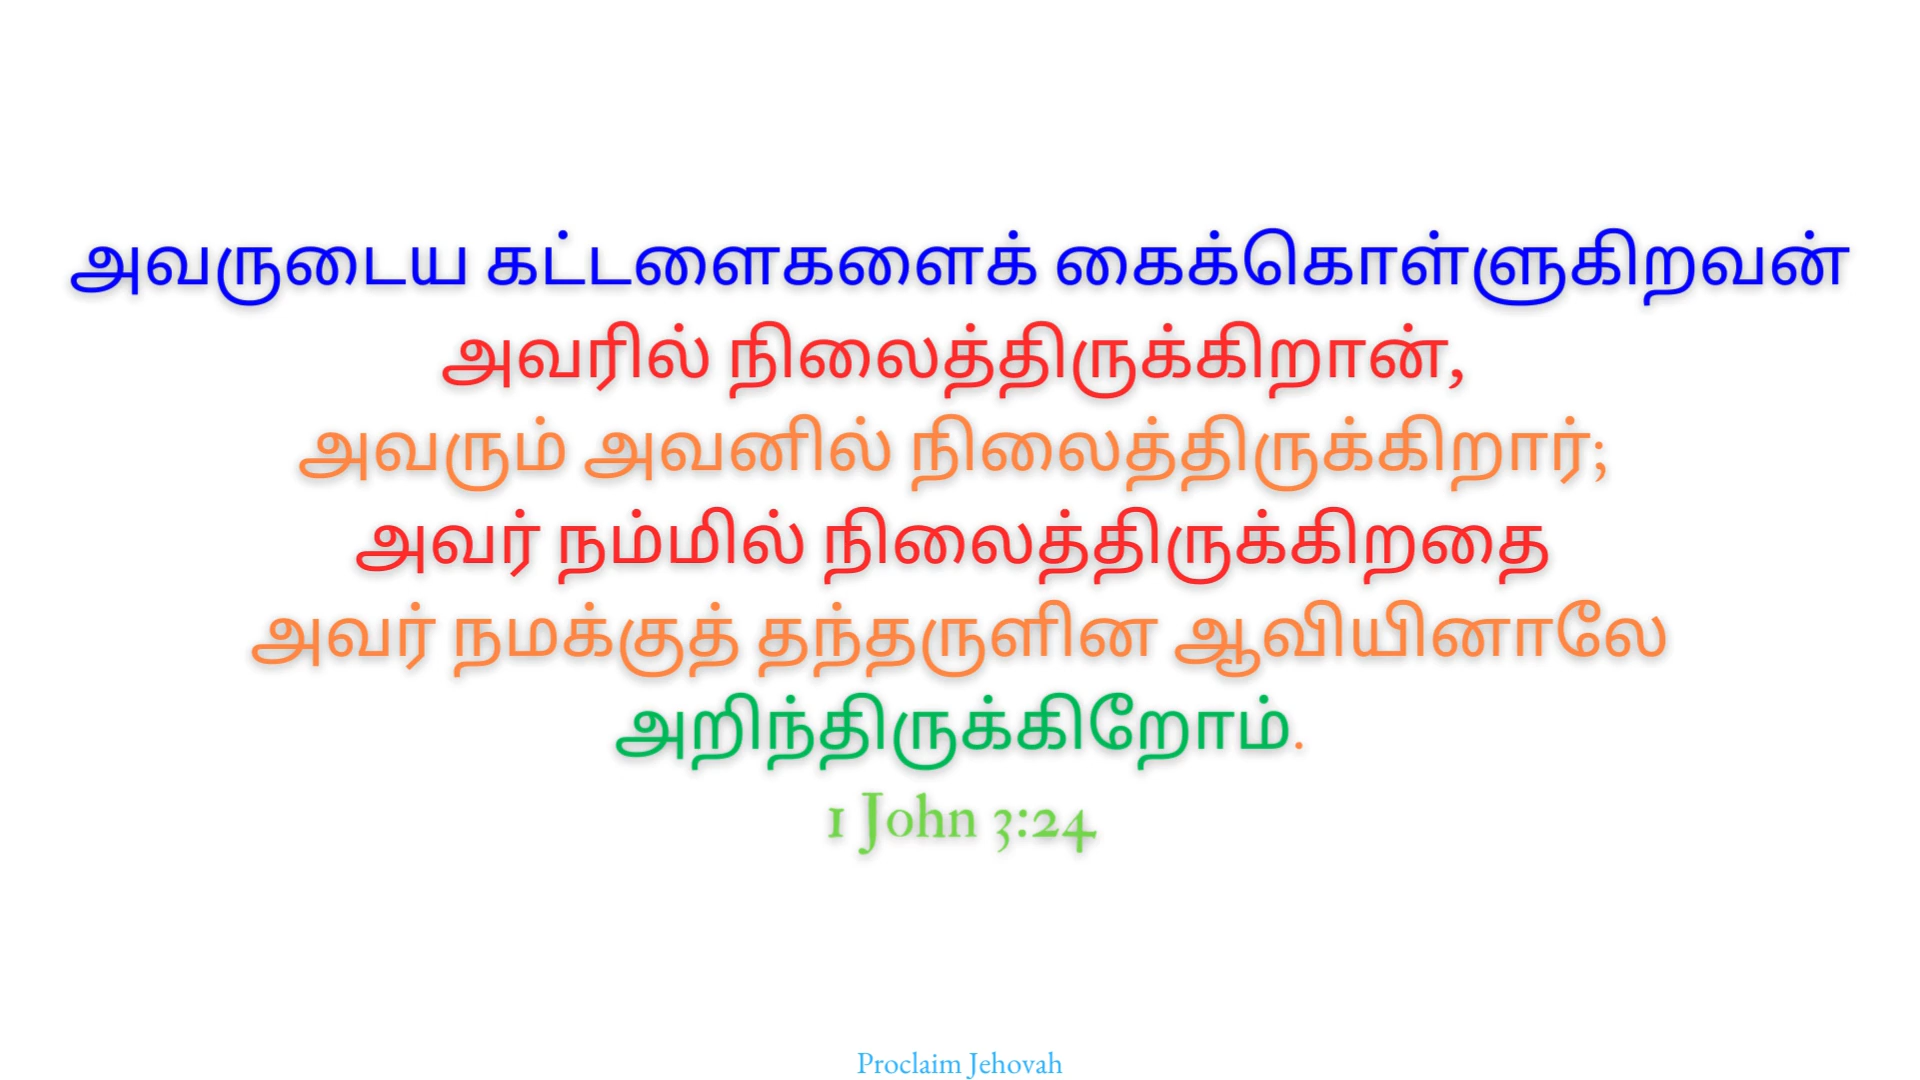 அவருடைய கட்டளைகளைக் கைக்கொள்ளுகிறவன்
அவரில் நிலைத்திருக்கிறான்,
அவரும் அவனில் நிலைத்திருக்கிறார்;
அவர் நம்மில் நிலைத்திருக்கிறதை
அவர் நமக்குத் தந்தருளின ஆவியினாலே
அறிந்திருக்கிறோம்.
1 John 3:24
Proclaim Jehovah